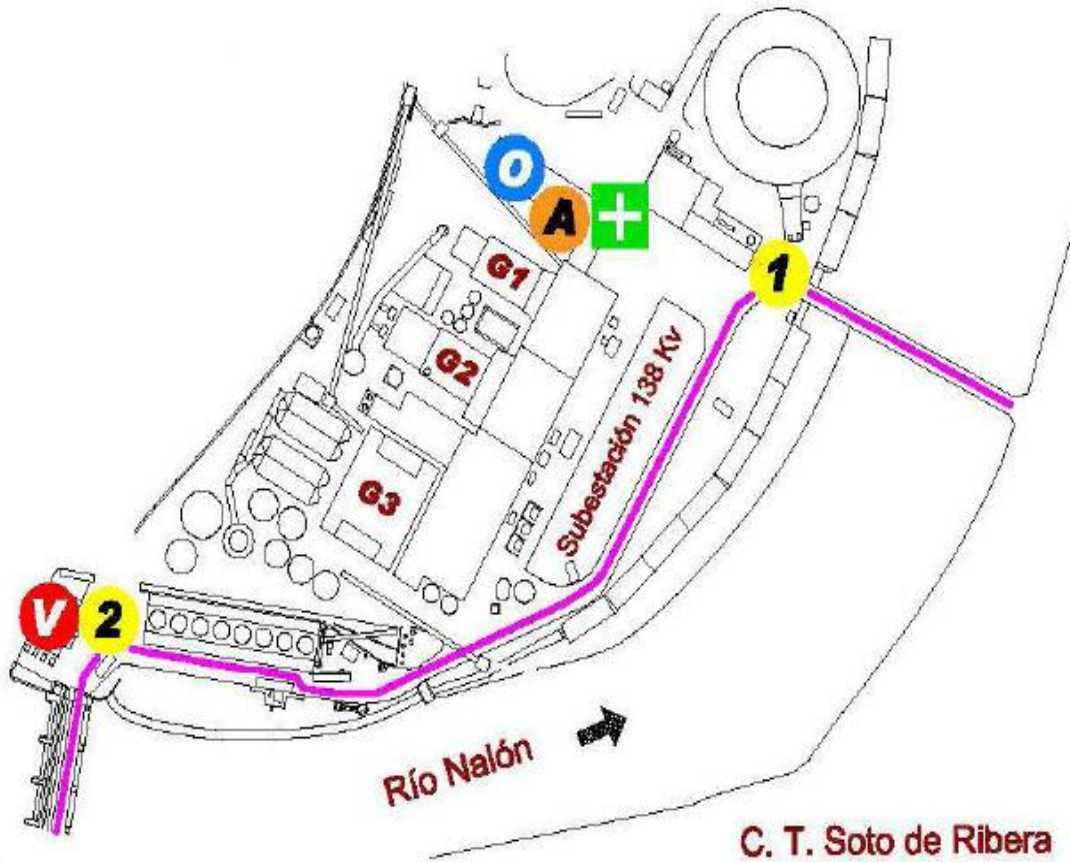 O
A
1
G1
G2
Subestación 138 Kv
G3
V
2
Río Nalón
C. T. Soto de Ribera